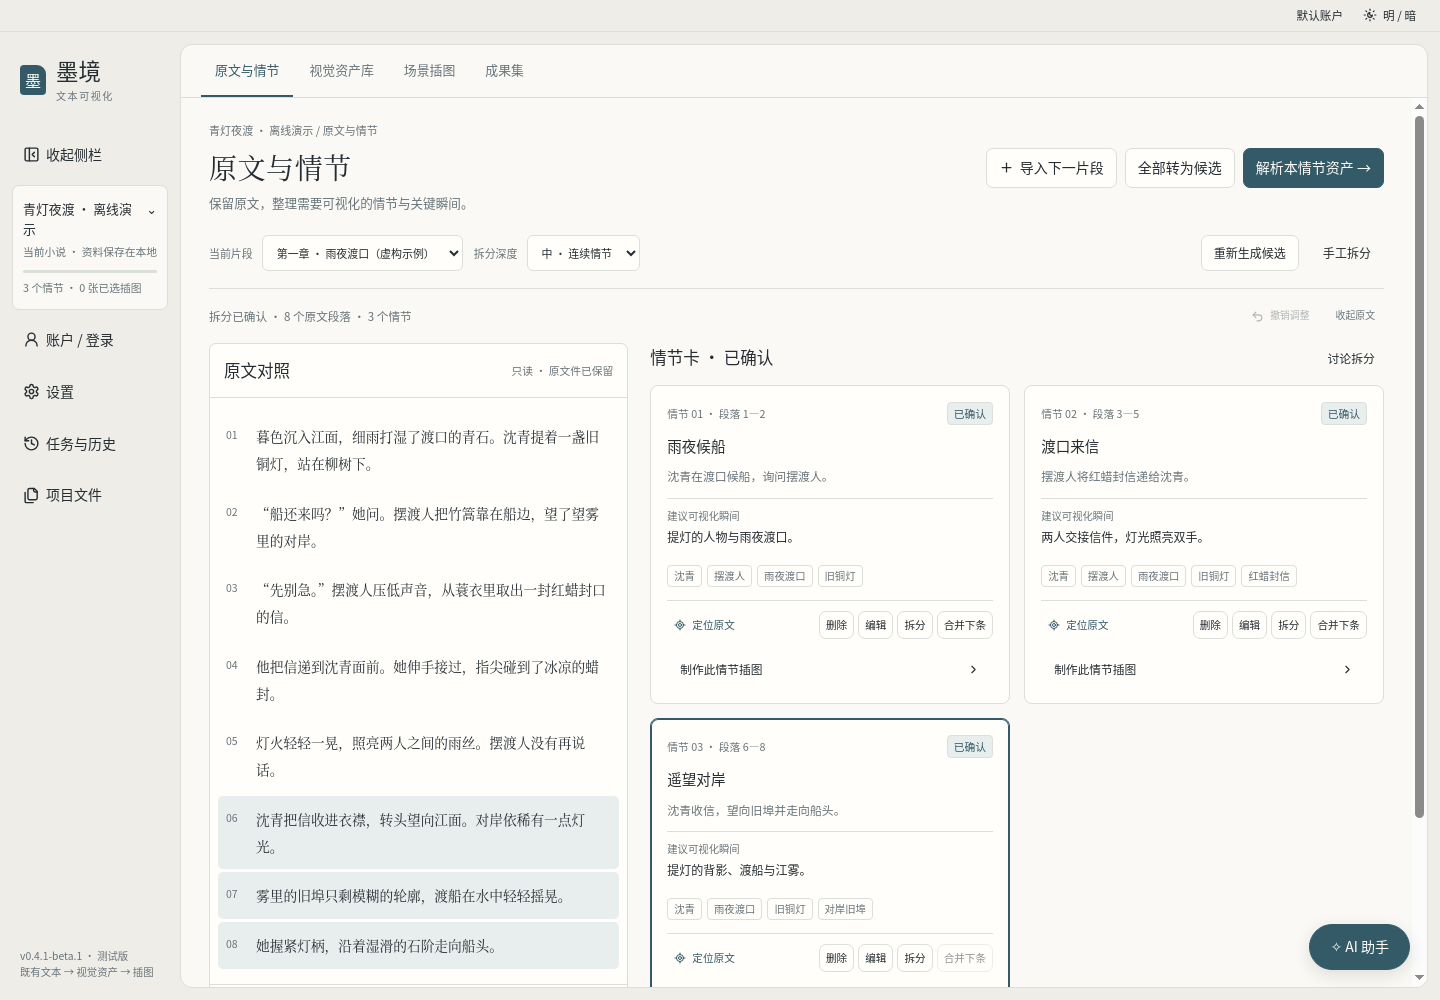 默认账户
明 / 暗
墨
墨境
文本可视化
收起侧栏
青灯夜渡 · 离线演
示
当前小说 · 资料保存在本地
3 个情节 · 0 张已选插图
账户 / 登录
设置
任务与历史
项目文件
v0.4.1-beta.1 · 测试版
既有文本 → 视觉资产 → 插图
原文与情节
视觉资产库
场景插图
成果集
青灯夜渡 · 离线演示 / 原文与情节
原文与情节
保留原文，整理需要可视化的情节与关键瞬间。
＋ 导入下一片段
全部转为候选
解析本情节资产 →
当前片段
第一章 · 雨夜渡口（虚构示例）
拆分深度
中 · 连续情节
重新生成候选
手工拆分
拆分已确认 · 8 个原文段落 · 3 个情节
撤销调整
收起原文
原文对照
只读 · 原文件已保留
01
暮色沉入江面，细雨打湿了渡口的青石。沈青提着一盏旧
铜灯，站在柳树下。
02
“船还来吗？”她问。摆渡人把竹篙靠在船边，望了望雾
里的对岸。
03
“先别急。”摆渡人压低声音，从蓑衣里取出一封红蜡封口
的信。
04
他把信递到沈青面前。她伸手接过，指尖碰到了冰凉的蜡
封。
05
灯火轻轻一晃，照亮两人之间的雨丝。摆渡人没有再说
话。
06
沈青把信收进衣襟，转头望向江面。对岸依稀有一点灯
光。
07
雾里的旧埠只剩模糊的轮廓，渡船在水中轻轻摇晃。
08
她握紧灯柄，沿着湿滑的石阶走向船头。
情节卡 · 已确认
讨论拆分
情节 01 · 段落 1—2
已确认
雨夜候船
沈青在渡口候船，询问摆渡人。
建议可视化瞬间
提灯的人物与雨夜渡口。
沈青
摆渡人
雨夜渡口
旧铜灯
定位原文
删除
编辑
拆分
合并下条
制作此情节插图
情节 02 · 段落 3—5
已确认
渡口来信
摆渡人将红蜡封信递给沈青。
建议可视化瞬间
两人交接信件，灯光照亮双手。
沈青
摆渡人
雨夜渡口
旧铜灯
红蜡封信
定位原文
删除
编辑
拆分
合并下条
制作此情节插图
情节 03 · 段落 6—8
已确认
遥望对岸
沈青收信，望向旧埠并走向船头。
建议可视化瞬间
提灯的背影、渡船与江雾。
沈青
雨夜渡口
旧铜灯
对岸旧埠
定位原文
删除
编辑
拆分
合并下条
AI 助手